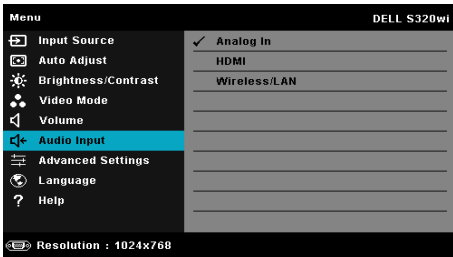 Menu DELL S320wi
Input Source
Auto Adjust
Brightness/Contrast
Video Mode
Volume
Audio Input
Advanced Settings
Language
? Help
✓ Analog In
HDMI
Wireless/LAN
Resolution : 1024x768